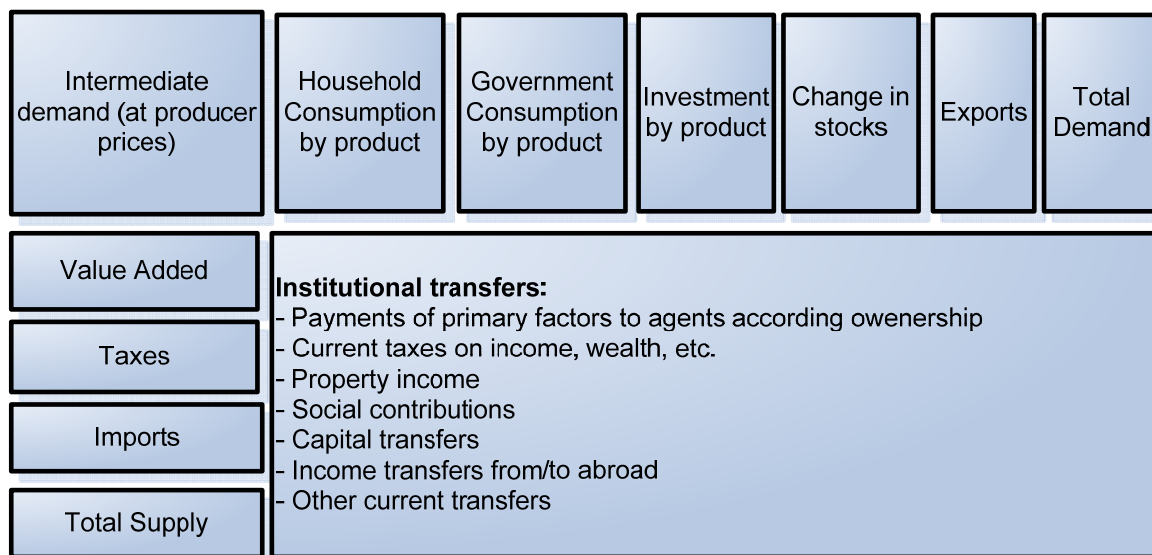 Intermediate
demand (at producer
prices)
Household
Consumption
by product
Government
Consumption
by product
Investment
by product
Change in
stocks
Exports
Total
Demand
Value Added
Taxes
Imports
Total Supply
Institutional transfers:
- Payments of primary factors to agents according owenership
- Current taxes on income, wealth, etc.
- Property income
- Social contributions
- Capital transfers
- Income transfers from/to abroad
- Other current transfers